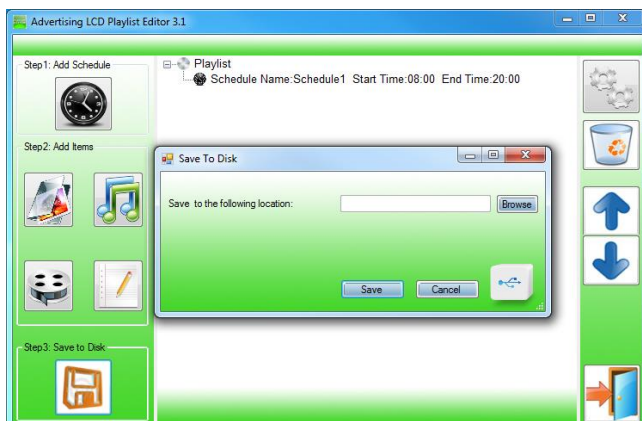 Advertising LCD Playlist Editor 3.1
Step1: Add Schedule
Playlist
Schedule Name:Schedule1 Start Time:08:00 End Time:20:00
Step2: Add Items
Save To Disk
Save to the following location:
Browse
Save
Cancel
Step3: Save to Disk